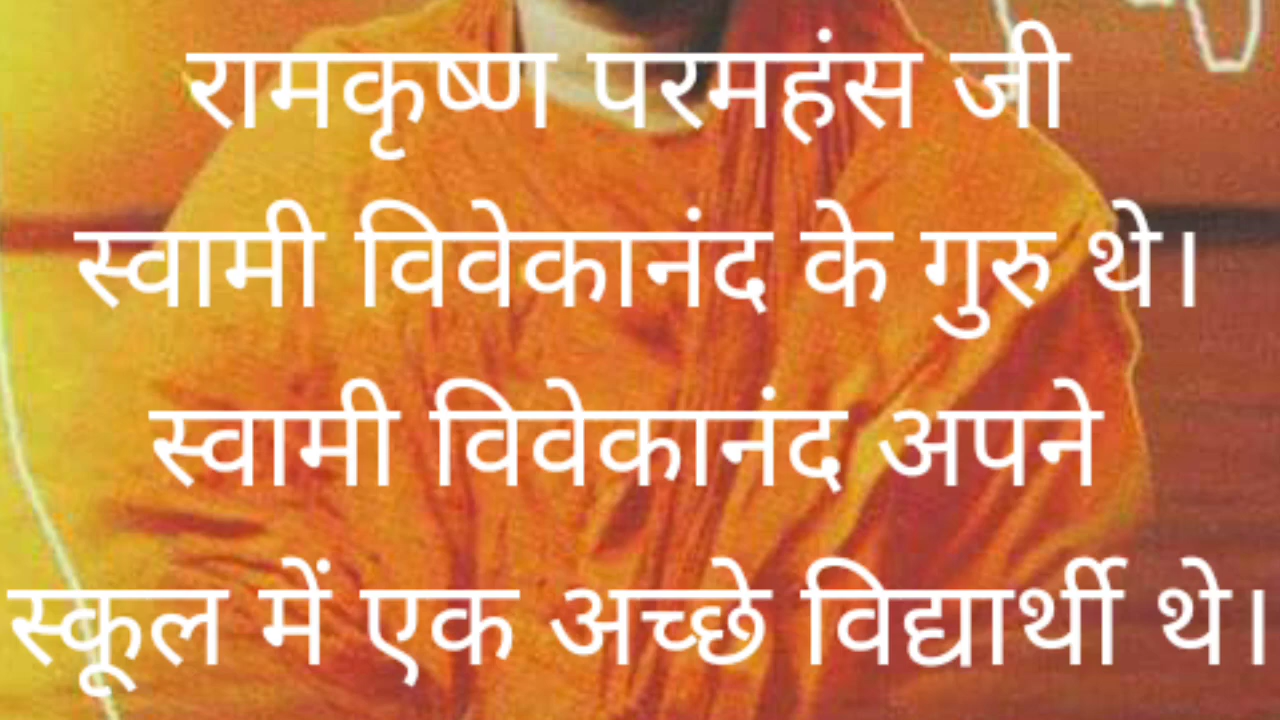 रामकृष्ण परमहंस जी
स्वामी विवेकानंद के गुरु थे।
स्वामी विवेकानंद अपने
स्कूल में एक अच्छे विद्यार्थी थे।